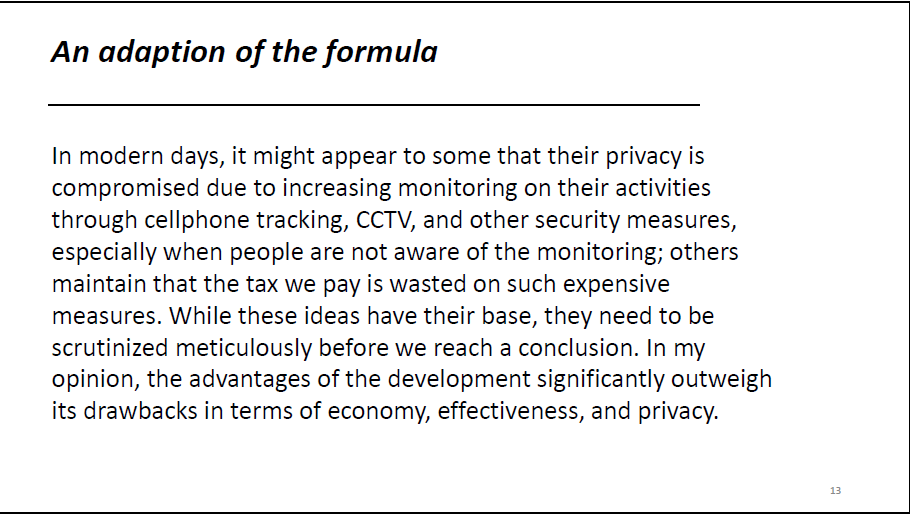 An adaption of the formula
In modern days, it might appear to some that their privacy is
compromised due to increasing monitoring on their activities
through cellphone tracking, CCTV, and other security measures,
especially when people are not aware of the monitoring; others
maintain that the tax we pay is wasted on such expensive
measures. While these ideas have their base, they need to be
scrutinized meticulously before we reach a conclusion. In my
opinion, the advantages of the development significantly outweigh
its drawbacks in terms of economy, effectiveness, and privacy.
13